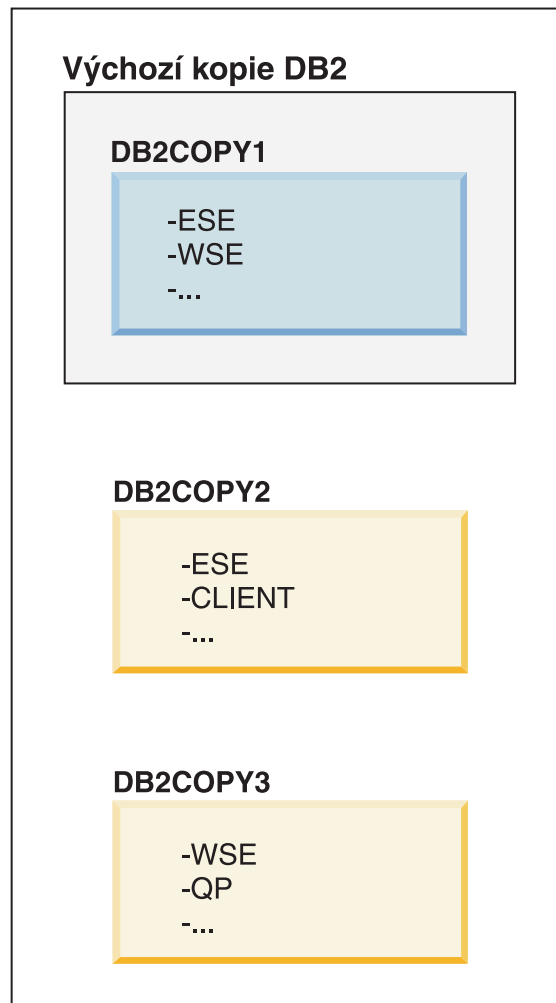 Výchozí kopie DB2
DB2COPY1
-ESE
-WSE
-...
DB2COPY2
-ESE
-CLIENT
-...
DB2COPY3
-WSE
-QP
-...